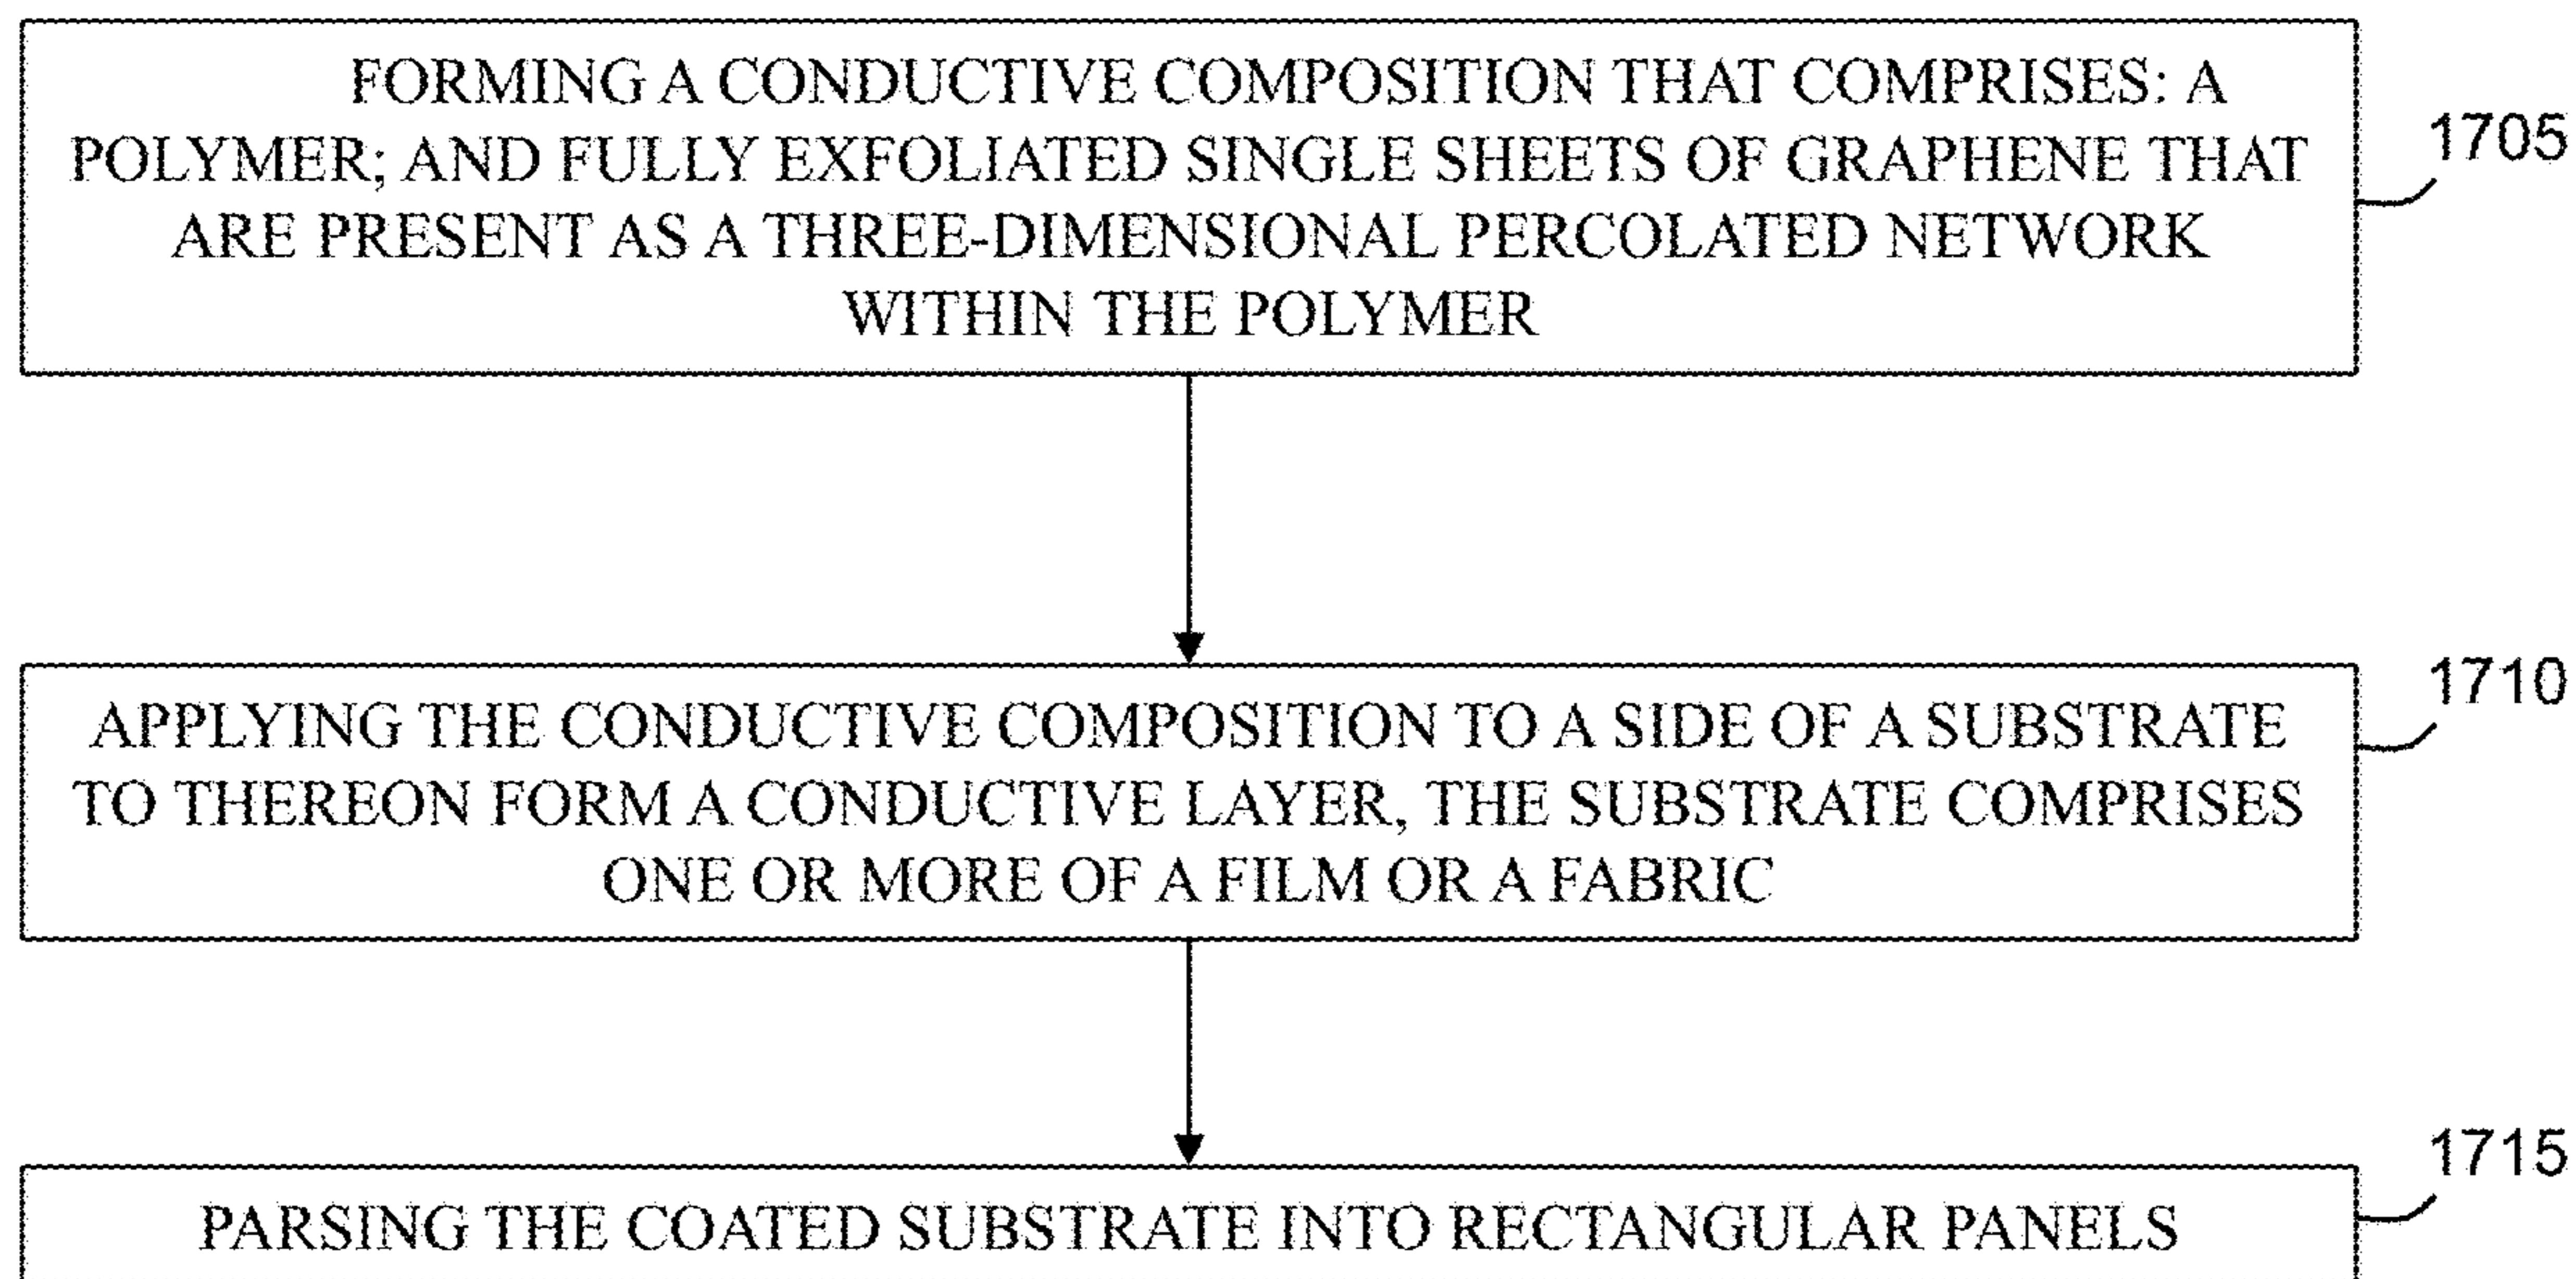 FORMING A CONDUCTIVE COMPOSITION THAT COMPRISES: A
POLYMER; AND FULLY EXFOLIATED SINGLE SHEETS OF GRAPHENE THAT
ARE PRESENT AS A THREE-DIMENSIONAL PERCOLATED NETWORK
WITHIN THE POLYMER
1705
APPLYING THE CONDUCTIVE COMPOSITION TO A SIDE OF A SUBSTRATE
TO THEREON FORM A CONDUCTIVE LAYER, THE SUBSTRATE COMPRISES
ONE OR MORE OF A FILM OR A FABRIC
1710
PARSING THE COATED SUBSTRATE INTO RECTANGULAR PANELS
1715